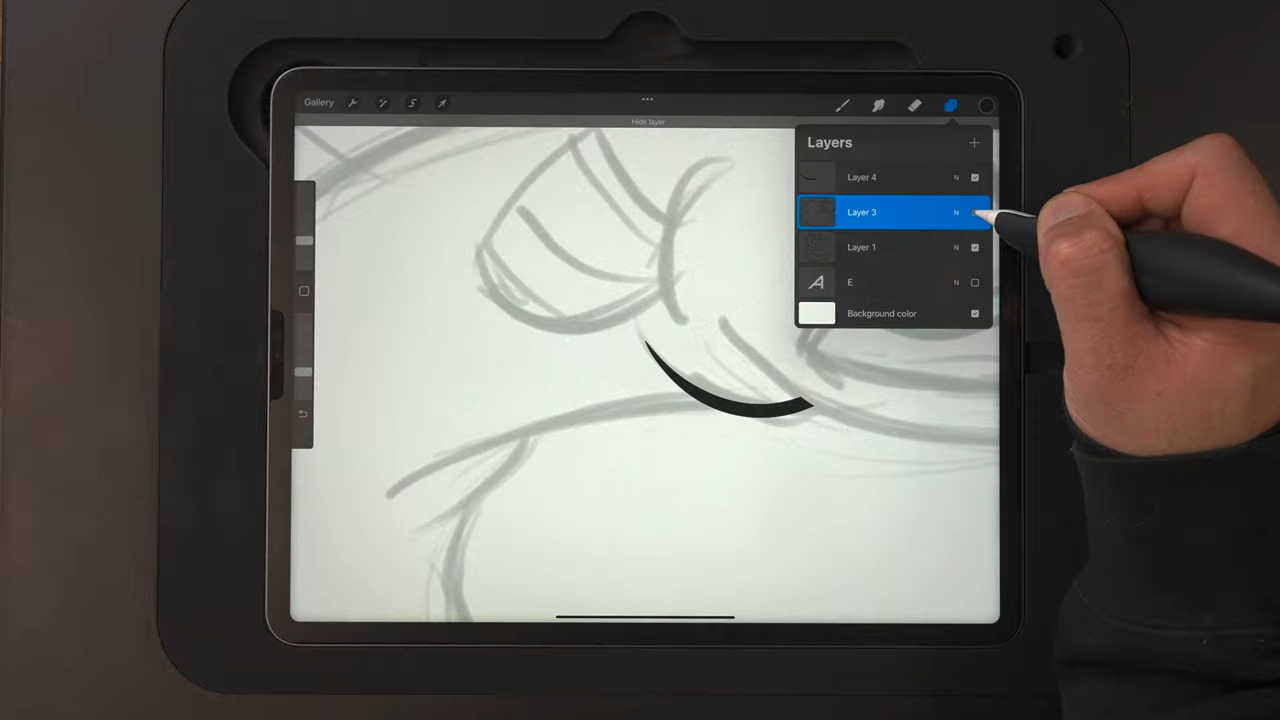 Gallery
Hide layer
Layers
Layer 4 N
Layer 3 N
Layer 1 N
A E N
Background color